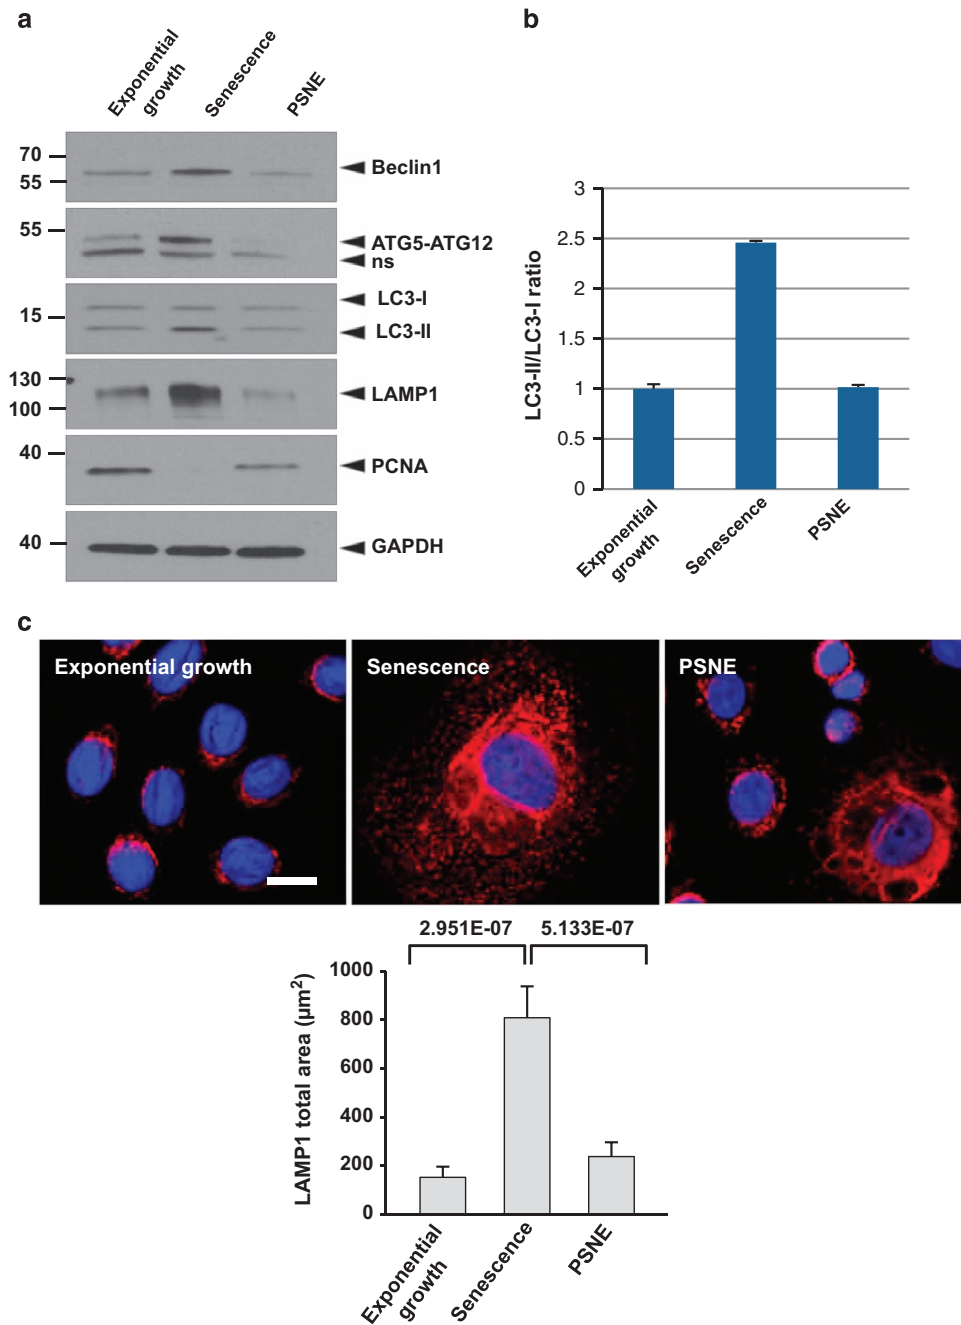 a
Exponential
growth
Senescence
PSNE
70
55
Beclin1
55
ATG5-ATG12
ns
15
LC3-I
LC3-II
130
100
LAMP1
40
PCNA
40
GAPDH
b
LC3-II/LC3-I ratio
3
2.5
2
1.5
1
0.5
0
Exponential
growth
Senescence
PSNE
c
Exponential growth
Senescence
PSNE
2.951E-07
5.133E-07
LAMP1 total area (µm²)
1000
800
600
400
200
0
Exponential
growth
Senescence
PSNE